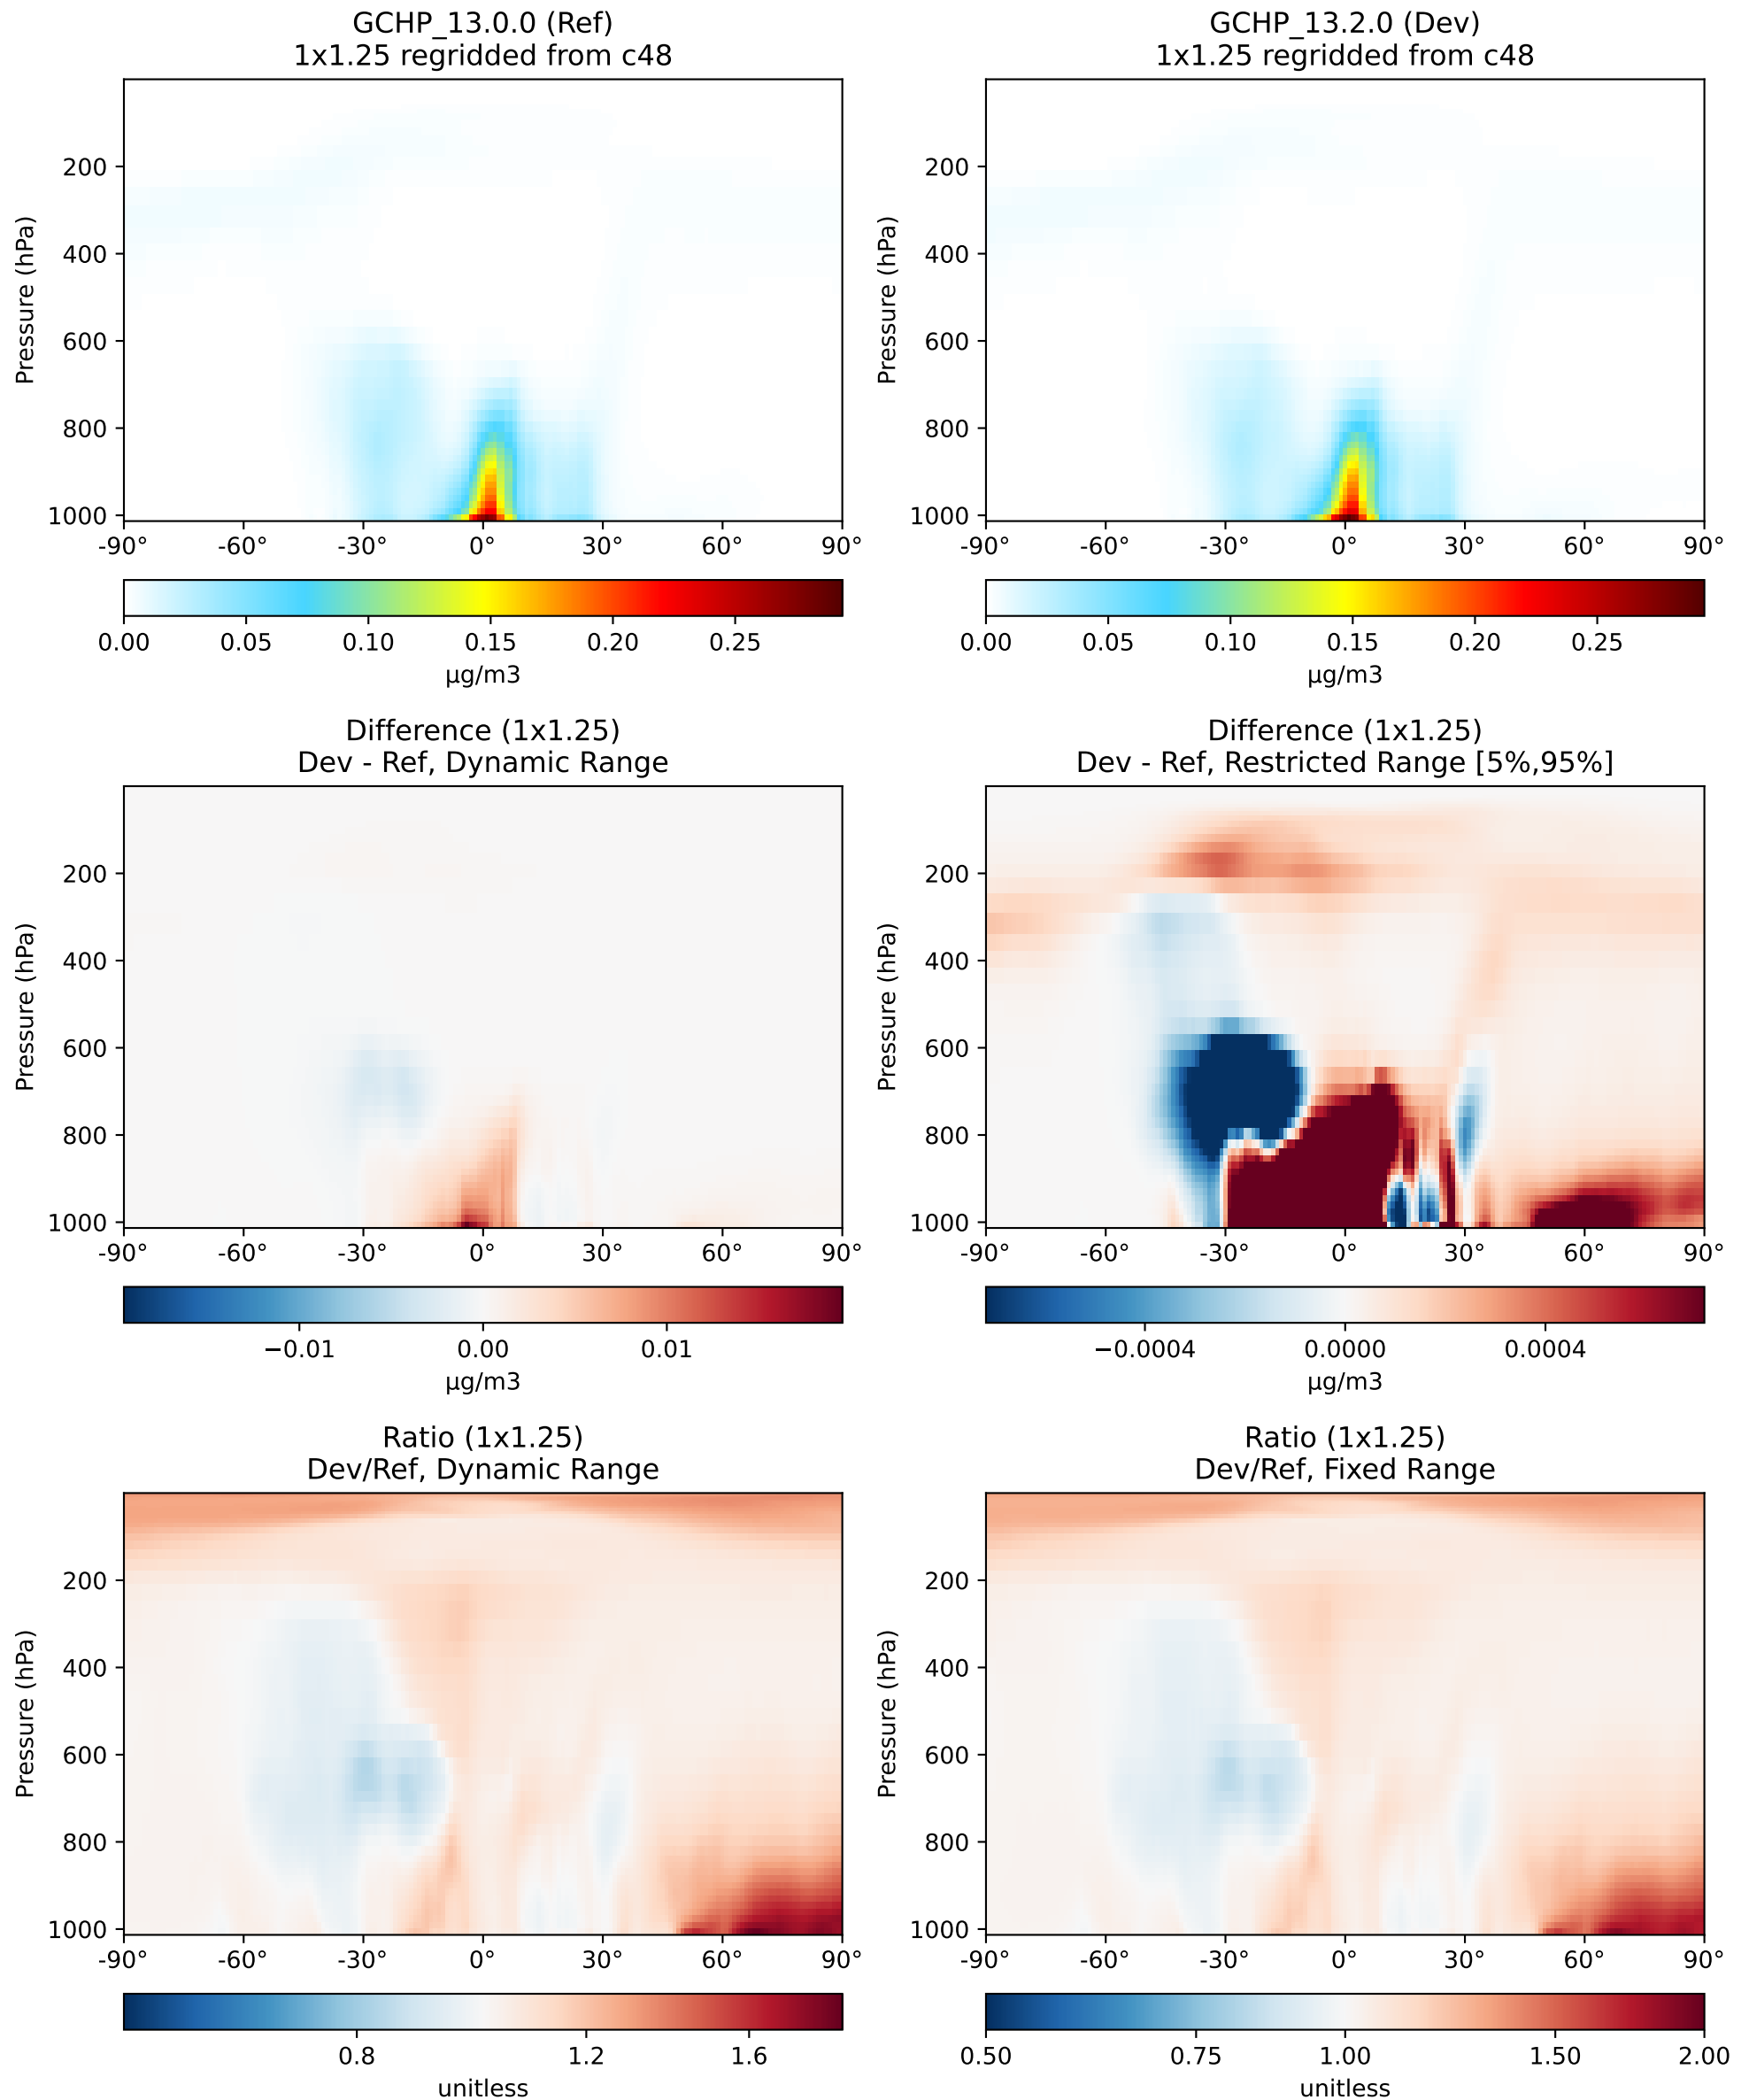 GCHP_13.0.0 (Ref)
1x1.25 regridded from c48
GCHP_13.2.0 (Dev)
1x1.25 regridded from c48
Pressure (hPa)
200
400
600
800
1000
-90° -60° -30° 0° 30° 60° 90°
0.00 0.05 0.10 0.15 0.20 0.25
µg/m3
Pressure (hPa)
200
400
600
800
1000
-90° -60° -30° 0° 30° 60° 90°
0.00 0.05 0.10 0.15 0.20 0.25
µg/m3
Difference (1x1.25)
Dev - Ref, Dynamic Range
Difference (1x1.25)
Dev - Ref, Restricted Range [5%,95%]
Pressure (hPa)
200
400
600
800
1000
-90° -60° -30° 0° 30° 60° 90°
−0.01 0.00 0.01
µg/m3
Pressure (hPa)
200
400
600
800
1000
-90° -60° -30° 0° 30° 60° 90°
−0.0004 0.0000 0.0004
µg/m3
Ratio (1x1.25)
Dev/Ref, Dynamic Range
Ratio (1x1.25)
Dev/Ref, Fixed Range
Pressure (hPa)
200
400
600
800
1000
-90° -60° -30° 0° 30° 60° 90°
0.8 1.2 1.6
unitless
Pressure (hPa)
200
400
600
800
1000
-90° -60° -30° 0° 30° 60° 90°
0.50 0.75 1.00 1.50 2.00
unitless